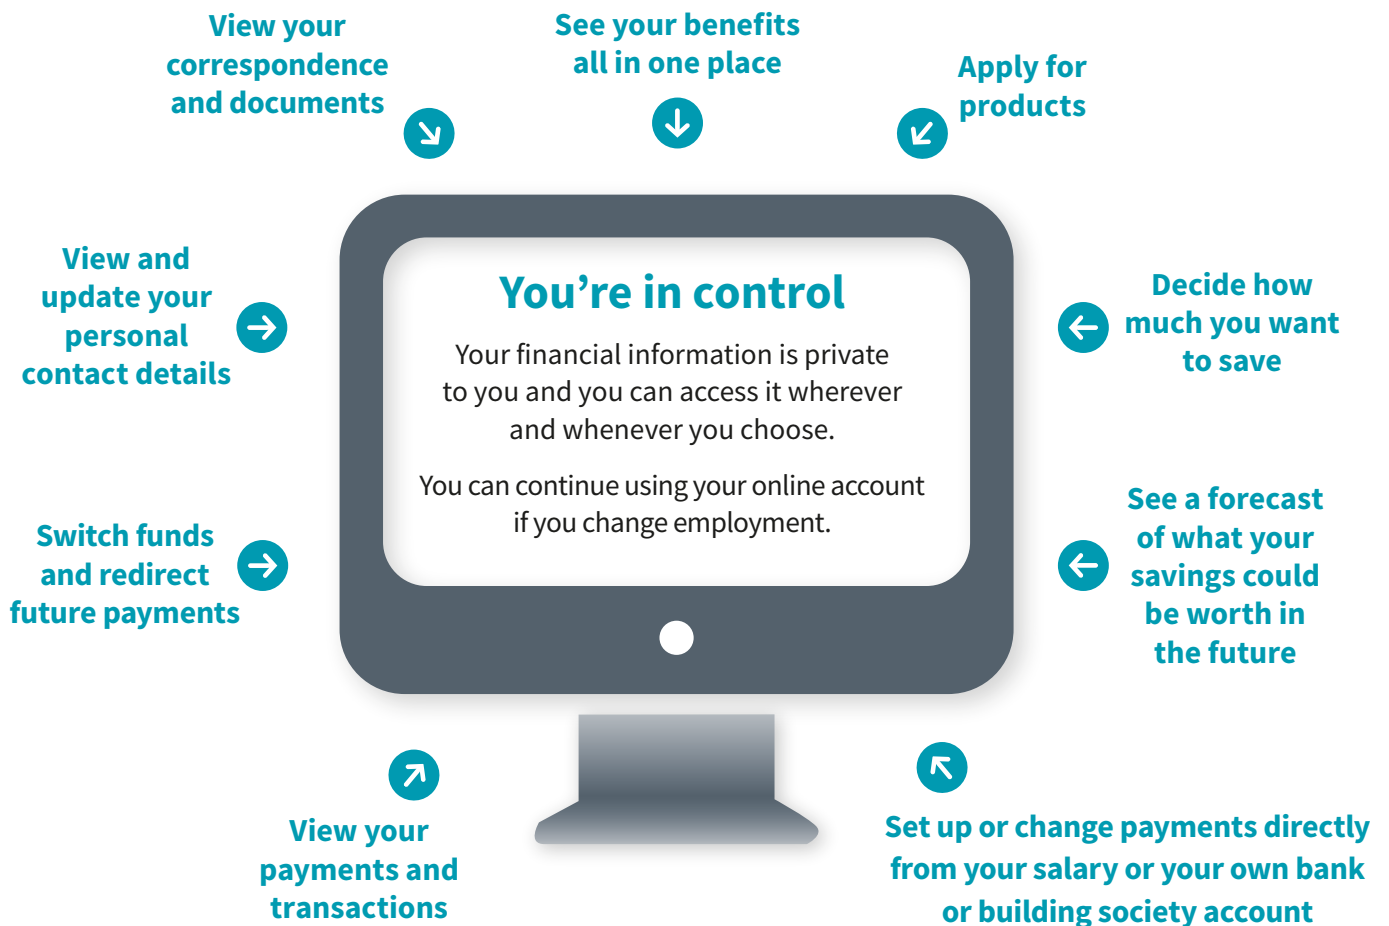 View your
correspondence
and documents
See your benefits
all in one place
Apply for
products
View and
update your
personal
contact details
You’re in control
Your financial information is private
to you and you can access it wherever
and whenever you choose.
You can continue using your online account
if you change employment.
Decide how
much you want
to save
Switch funds
and redirect
future payments
See a forecast
of what your
savings could
be worth in
the future
View your
payments and
transactions
Set up or change payments directly
from your salary or your own bank
or building society account